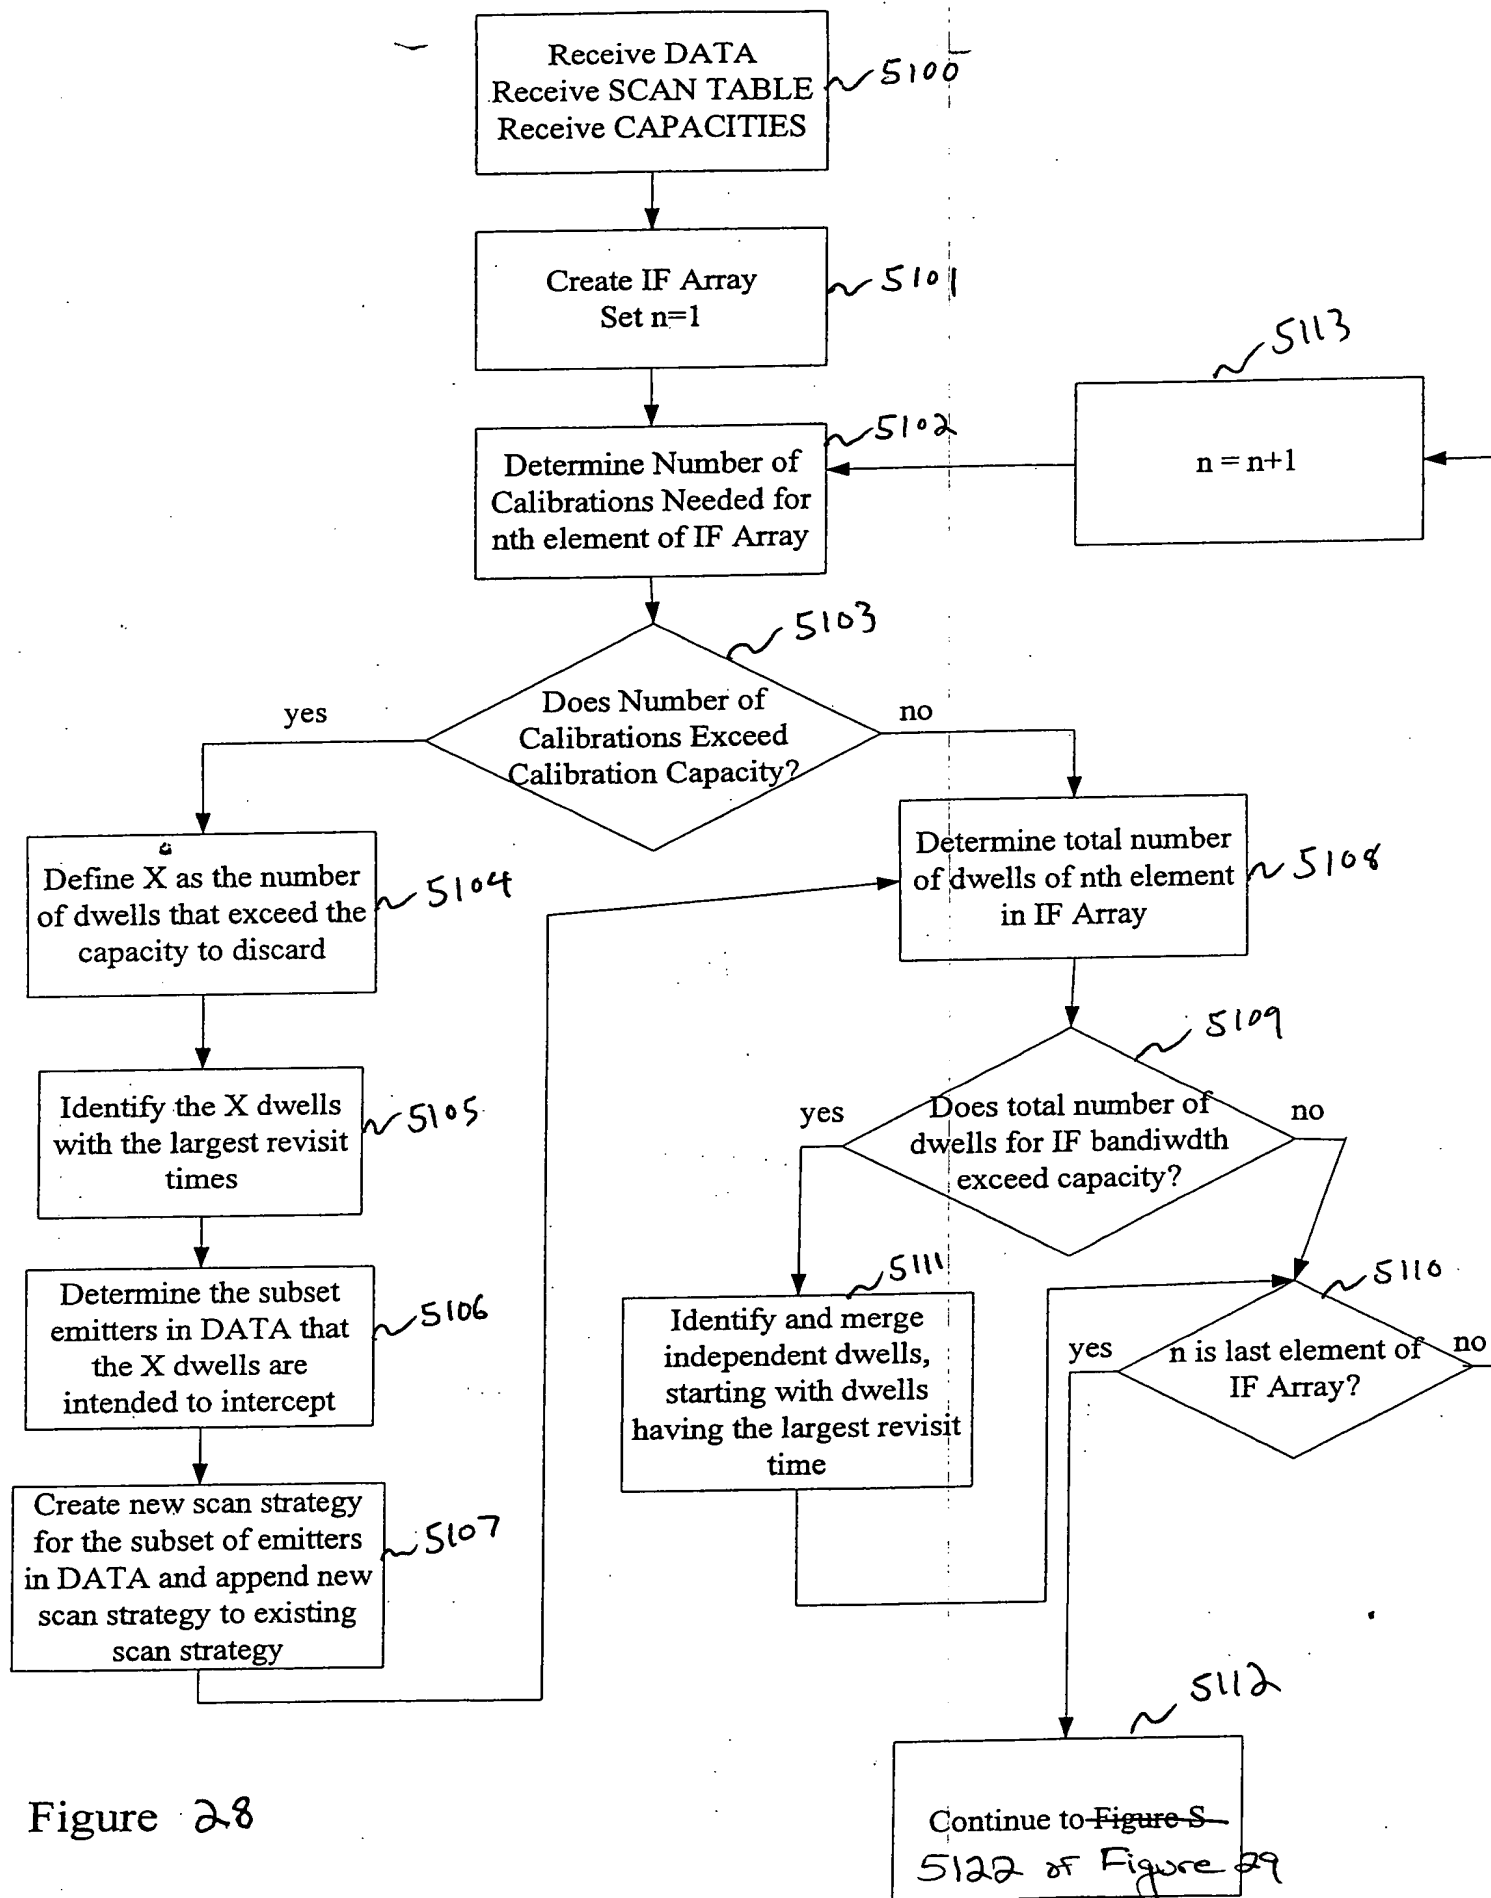 Receive DATA
Receive SCAN TABLE
Receive CAPACITIES
5100
Create IF Array
Set n=1
5101
5113
n = n+1
5102
Determine Number of
Calibrations Needed for
nth element of IF Array
5103
Does Number of
Calibrations Exceed
Calibration Capacity?
yes
no
Define X as the number
of dwells that exceed the
capacity to discard
5104
Determine total number
of dwells of nth element
in IF Array
5108
Identify the X dwells
with the largest revisit
times
5105
5109
Does total number of
dwells for IF bandiwdth
exceed capacity?
yes
no
Determine the subset
emitters in DATA that
the X dwells are
intended to intercept
5106
5111
Identify and merge
independent dwells,
starting with dwells
having the largest revisit
time
5110
n is last element of
IF Array?
yes
no
Create new scan strategy
for the subset of emitters
in DATA and append new
scan strategy to existing
scan strategy
5107
5112
Continue to Figure S
5122 of Figure 29
Figure 28